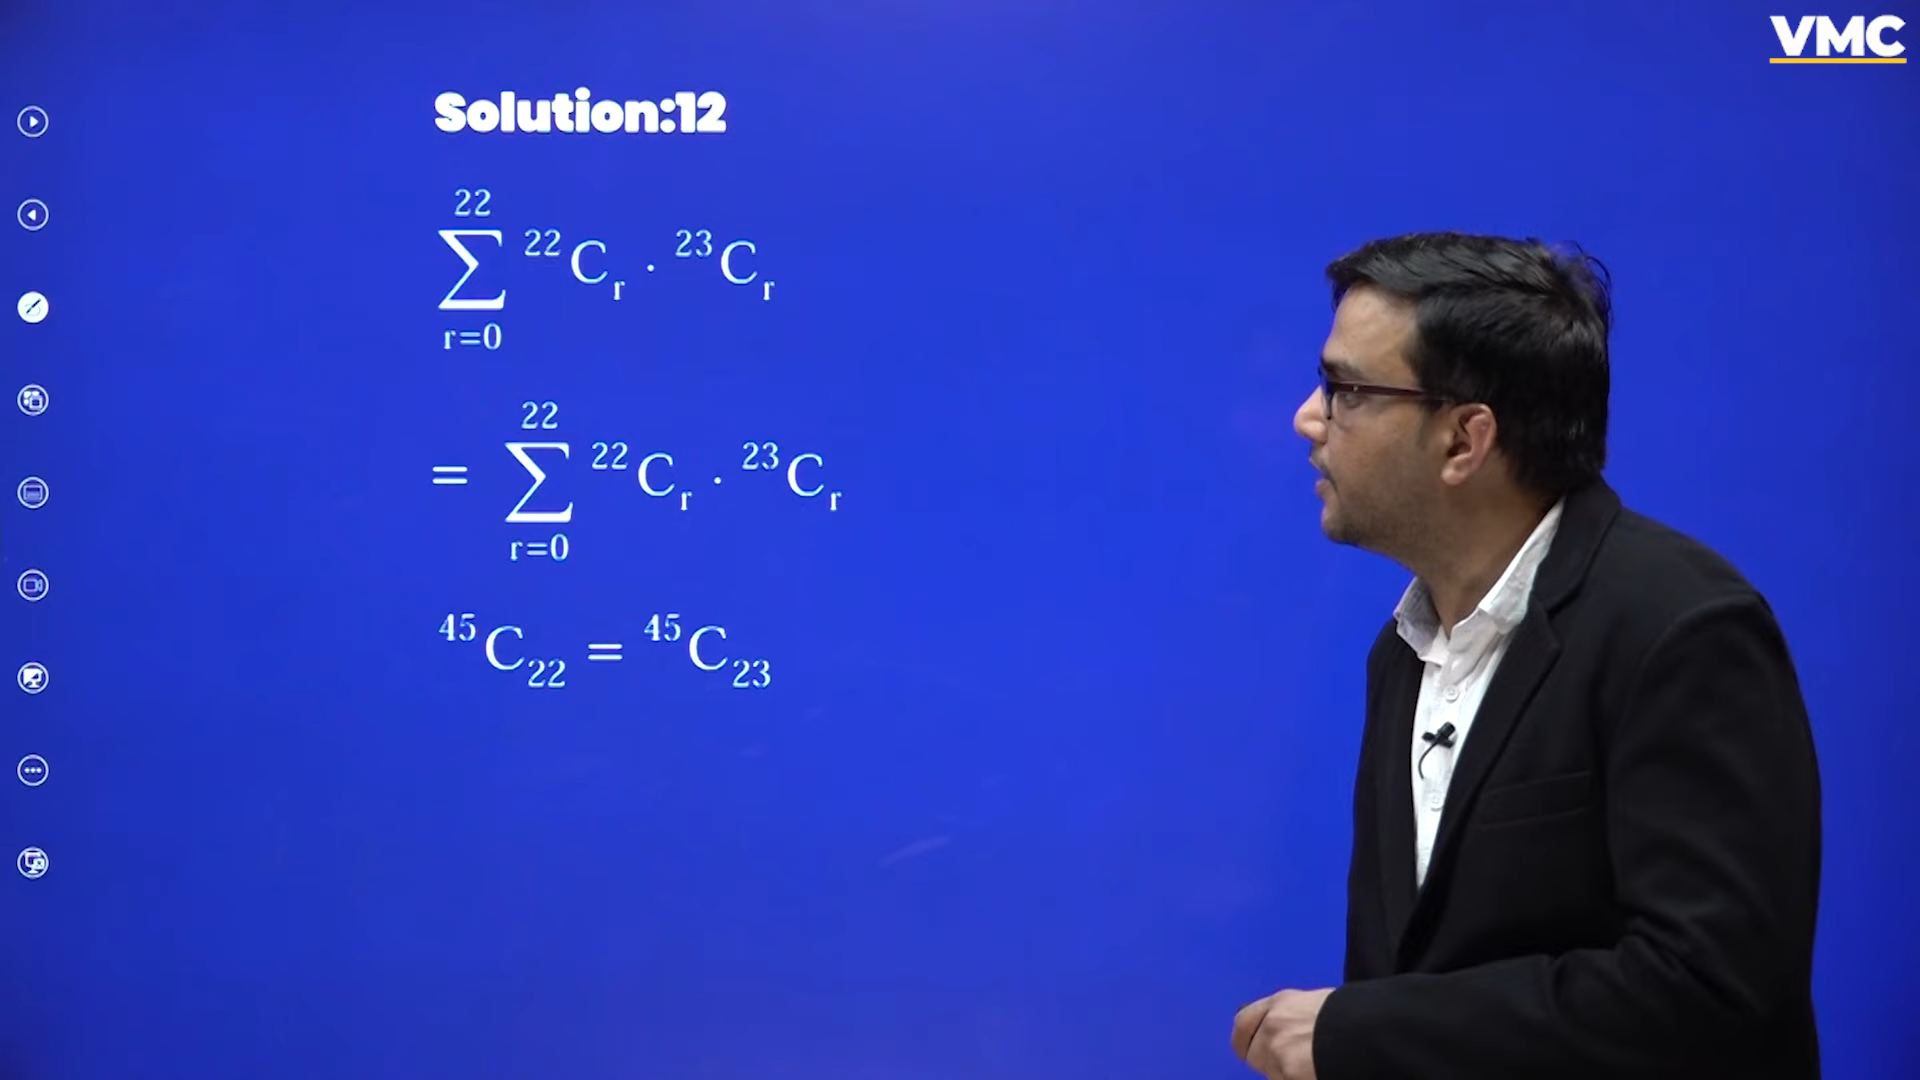 VMC
Solution:12
22
∑ ²²Cᵣ · ²³Cᵣ
r=0
22
= ∑ ²²Cᵣ · ²³Cᵣ
r=0
⁴⁵C₂₂ = ⁴⁵C₂₃